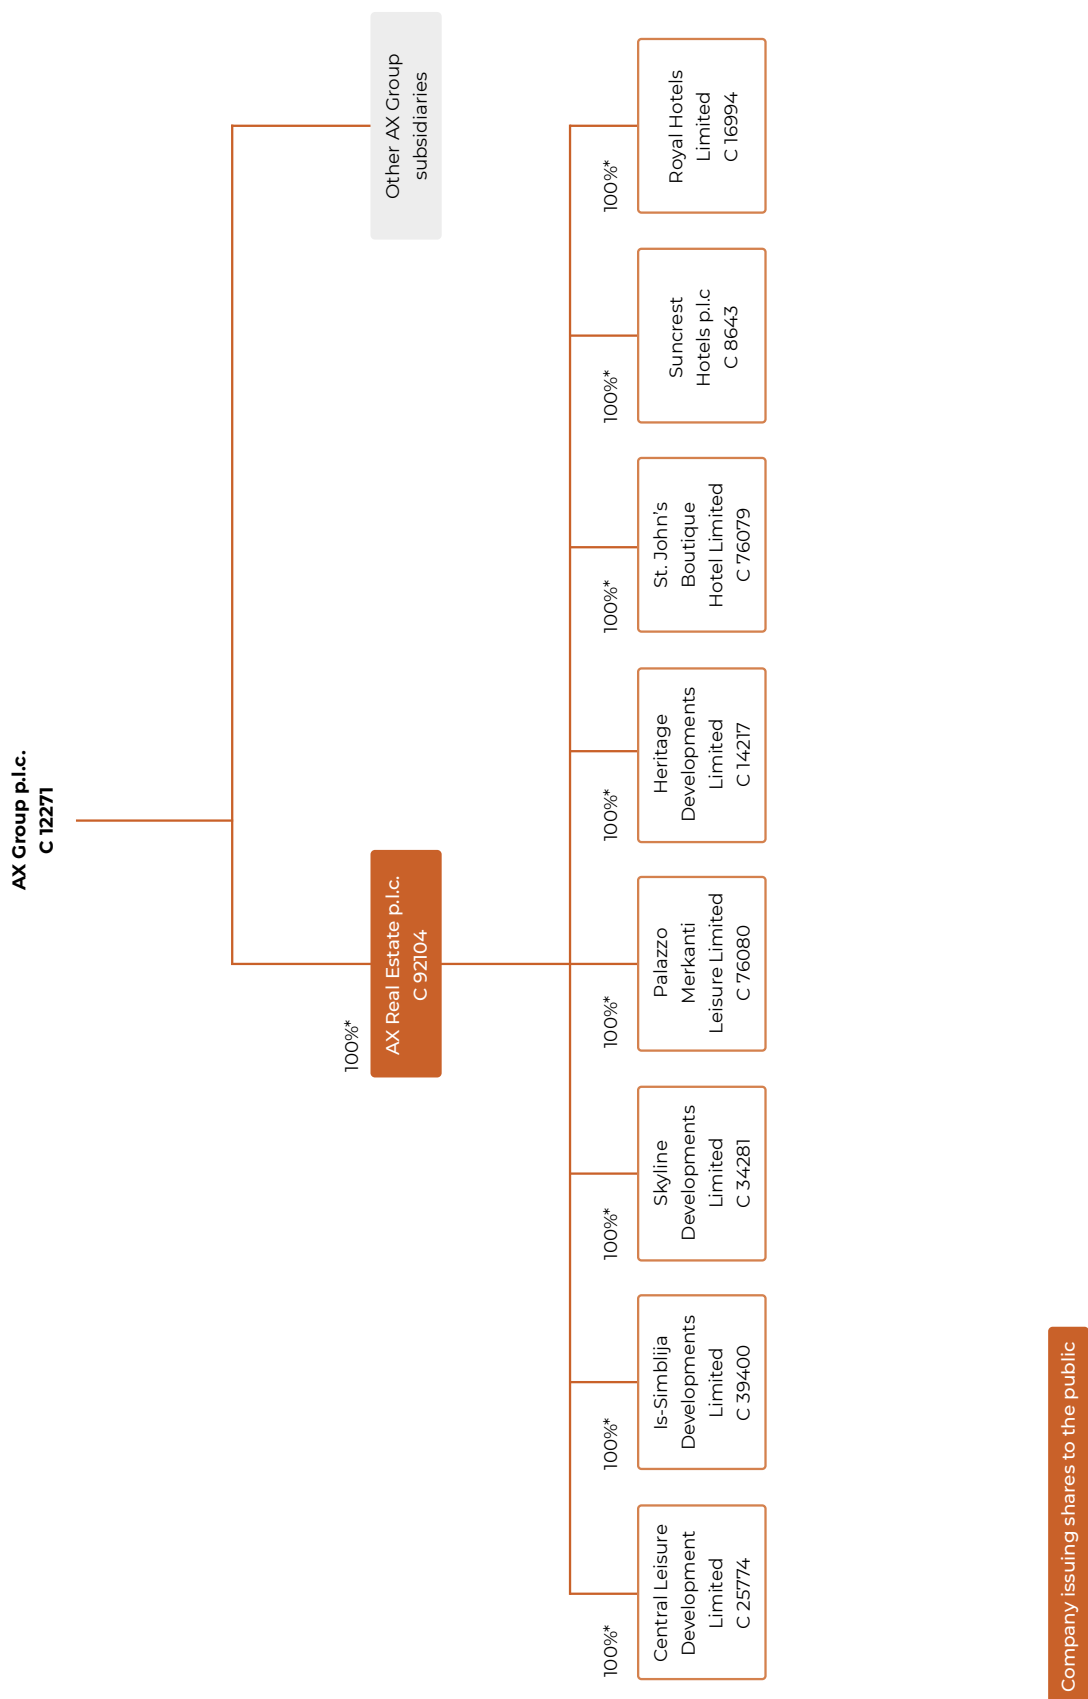 AX Group p.l.c.
C 12271
100%*
AX Real Estate p.l.c.
C 92104
Other AX Group
subsidiaries
100%*
Central Leisure
Development
Limited
C 25774
100%*
Is-Simblija
Developments
Limited
C 39400
100%*
Skyline
Developments
Limited
C 34281
100%*
Palazzo
Merkanti
Leisure Limited
C 76080
100%*
Heritage
Developments
Limited
C 14217
100%*
St. John’s
Boutique
Hotel Limited
C 76079
100%*
Suncrest
Hotels p.l.c
C 8643
100%*
Royal Hotels
Limited
C 16994
Company issuing shares to the public